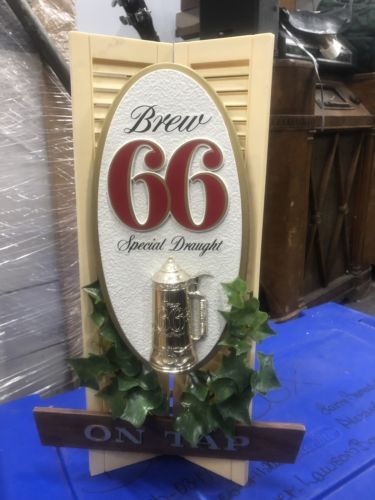 Brew
66
Special Draught
ON TAP